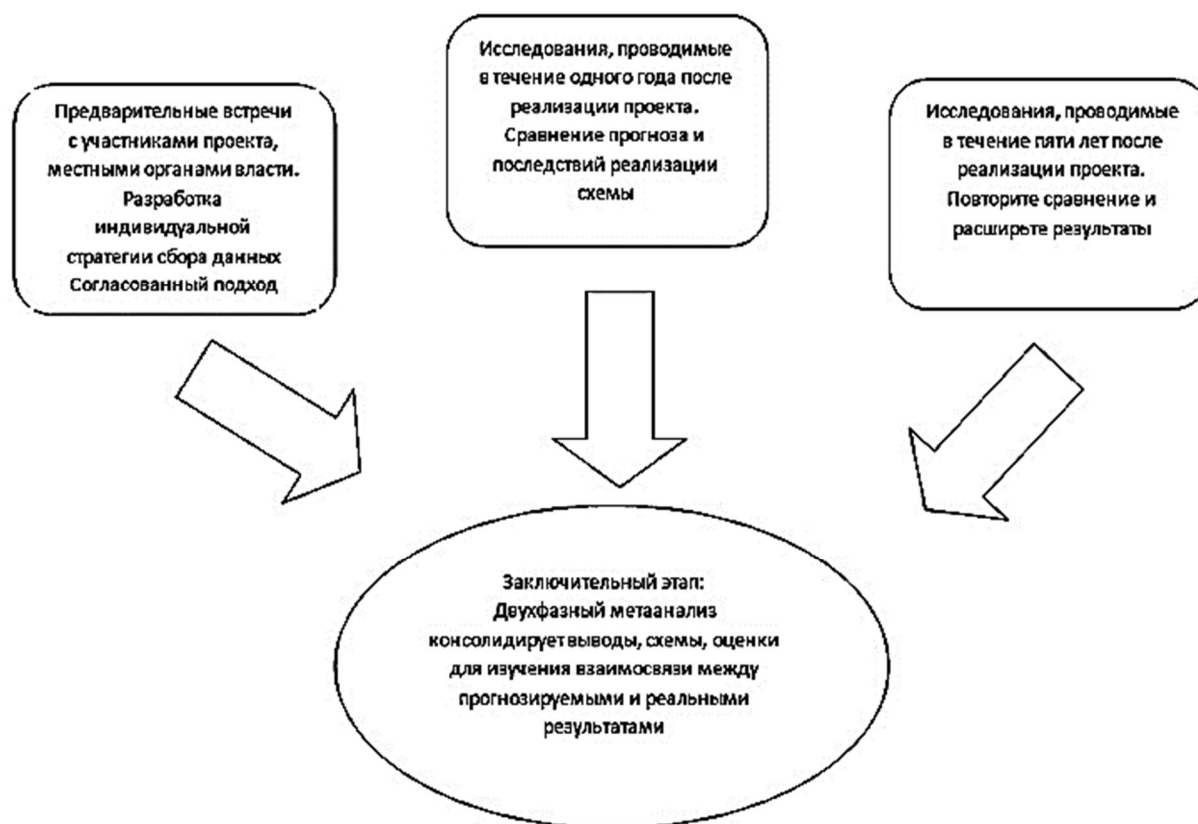 Предварительные встречи
с участниками проекта,
местными органами власти.
Разработка
индивидуальной
стратегии сбора данных
Согласованный подход
Исследования, проводимые
в течение одного года после
реализации проекта.
Сравнение прогноза и
последствий реализации
схемы
Исследования, проводимые
в течение пяти лет после
реализации проекта.
Повторите сравнение и
расширьте результаты
Заключительный этап:
Двухфазный метаанализ
консолидирует выводы, схемы, оценки
для изучения взаимосвязи между
прогнозируемыми и реальными
результатами